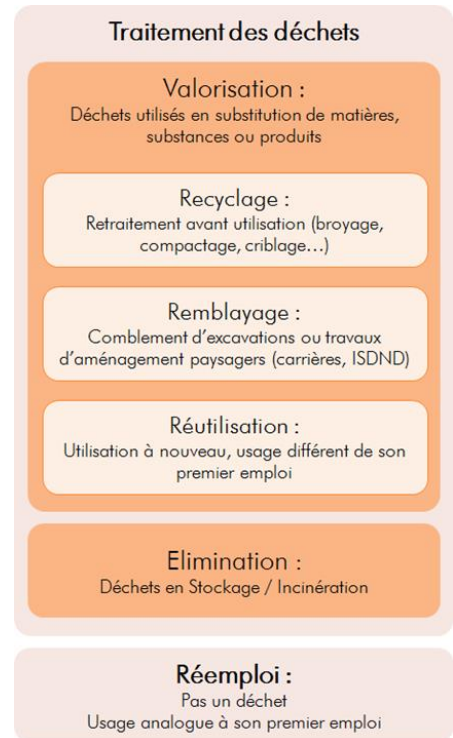 Traitement des déchets
Valorisation :
Déchets utilisés en substitution de matières,
substances ou produits
Recyclage :
Retraitement avant utilisation (broyage,
compactage, criblage…)
Remblayage :
Comblement d'excavations ou travaux
d'aménagement paysagers (carrières, ISDND)
Réutilisation :
Utilisation à nouveau, usage différent de son
premier emploi
Elimination :
Déchets en Stockage / Incinération
Réemploi :
Pas un déchet
Usage analogue à son premier emploi